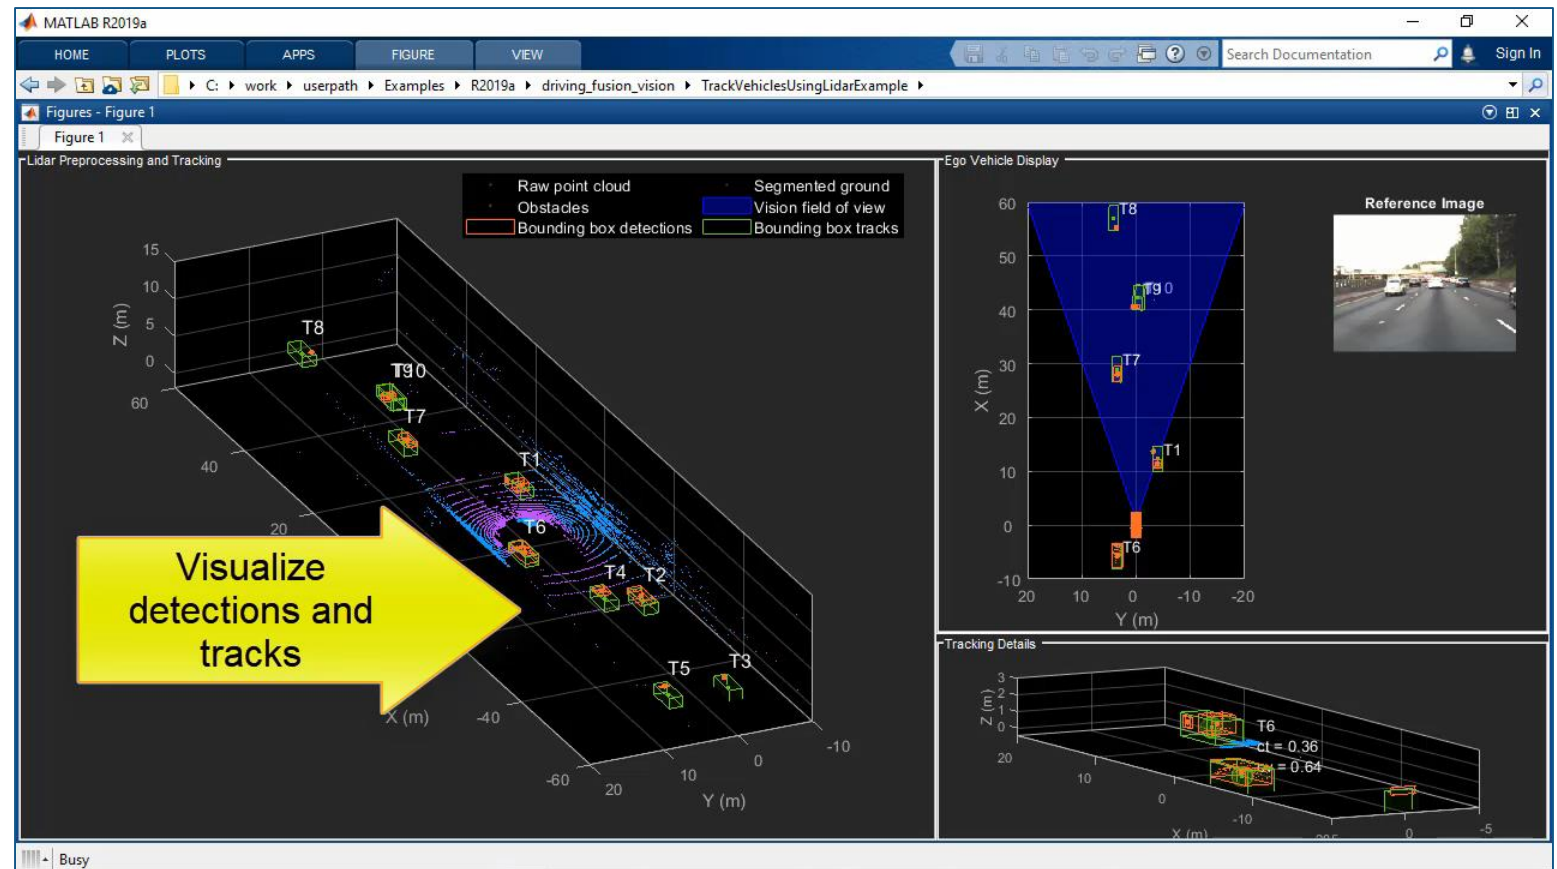 MATLAB R2019a
HOME PLOTS APPS FIGURE VIEW
Search Documentation
Sign In
C: work userpath Examples R2019a driving_fusion_vision TrackVehiclesUsingLidarExample
Figures - Figure 1
Figure 1
Lidar Preprocessing and Tracking
Raw point cloud
Segmented ground
Obstacles
Vision field of view
Bounding box detections
Bounding box tracks
15
10
5
0
Z (m)
60
40
20
-40
-60
X (m)
20
10
0
-10
Y (m)
T8
T7
T1
T6
T4
T2
T5
T3
Visualize
detections and
tracks
Ego Vehicle Display
60
50
40
30
20
10
0
-10
X (m)
20 10 0 -10 -20
Y (m)
T8
T7
T1
T6
Reference Image
Tracking Details
3
2
1
0
Z (m)
20
10
0
-10
X (m)
0
-5
T6
ct = 0.36
= 0.64
Busy